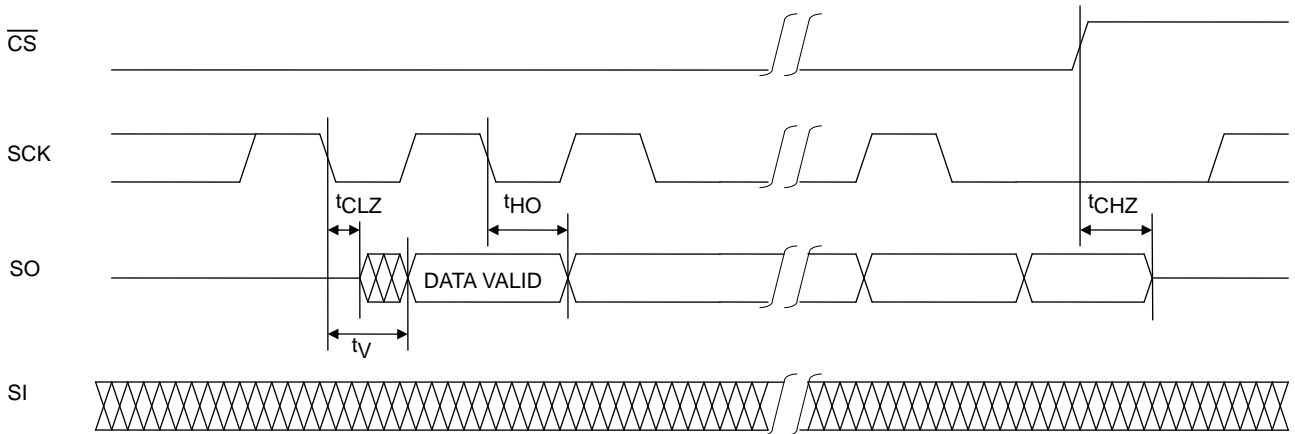 CS
SCK
tCLZ
tHO
tCHZ
SO
DATA VALID
tV
SI